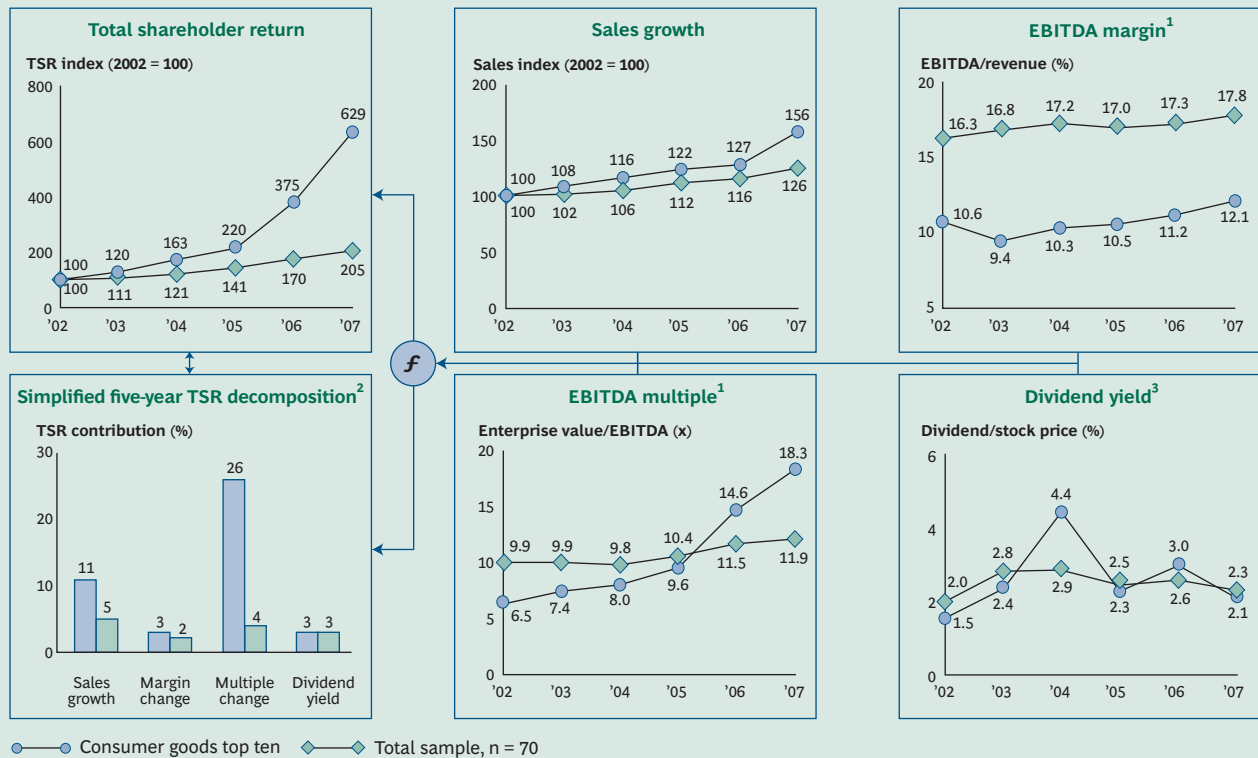 Total shareholder return
TSR index (2002 = 100)
800
600
400
200
0
629
375
220
163
120
100
100
111
121
141
170
205
'02 '03 '04 '05 '06 '07
Sales growth
Sales index (2002 = 100)
200
150
100
50
0
156
127
122
116
108
100
100
102
106
112
116
126
'02 '03 '04 '05 '06 '07
EBITDA margin¹
EBITDA/revenue (%)
20
15
10
5
16.3 16.8 17.2 17.0 17.3 17.8
10.6 9.4 10.3 10.5 11.2 12.1
'02 '03 '04 '05 '06 '07
f
Simplified five-year TSR decomposition²
TSR contribution (%)
30
20
10
0
11 5 3 2 26 4 3 3
Sales growth
Margin change
Multiple change
Dividend yield
EBITDA multiple¹
Enterprise value/EBITDA (x)
20
15
10
5
0
9.9 9.9 9.8 10.4 14.6 18.3
6.5 7.4 8.0 9.6 11.5 11.9
'02 '03 '04 '05 '06 '07
Dividend yield³
Dividend/stock price (%)
6
4
2
0
2.0 2.8 4.4 2.5 3.0 2.3
1.5 2.4 2.9 2.3 2.6 2.1
'02 '03 '04 '05 '06 '07
Consumer goods top ten
Total sample, n = 70